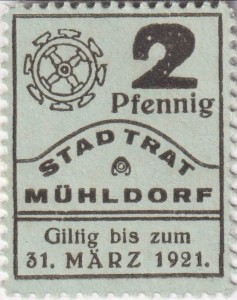 2
Pfennig
STADTRAT
MÜHLDORF
Giltig bis zum
31. MÄRZ 1921.